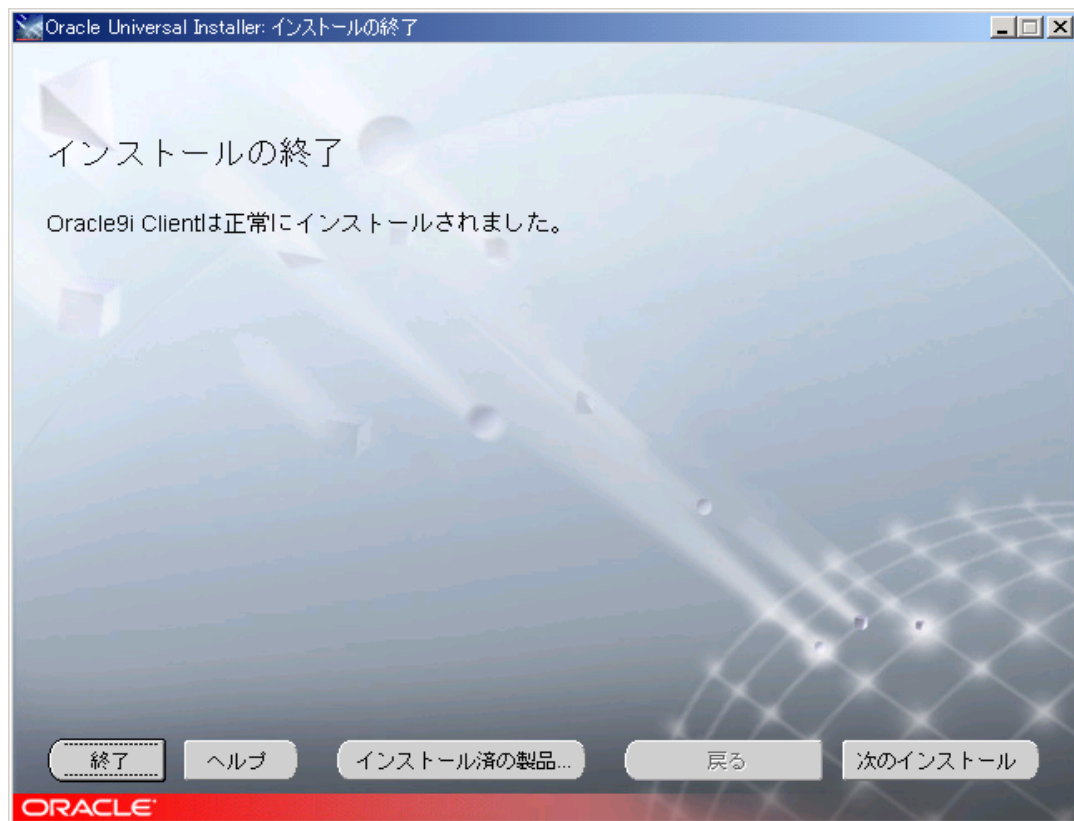 Oracle Universal Installer: インストールの終了
インストールの終了
Oracle9i Clientは正常にインストールされました。
終了 ヘルプ インストール済の製品... 戻る 次のインストール
ORACLE